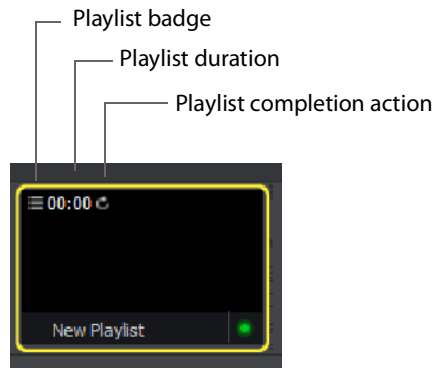 Playlist badge
Playlist duration
Playlist completion action
00:00
New Playlist